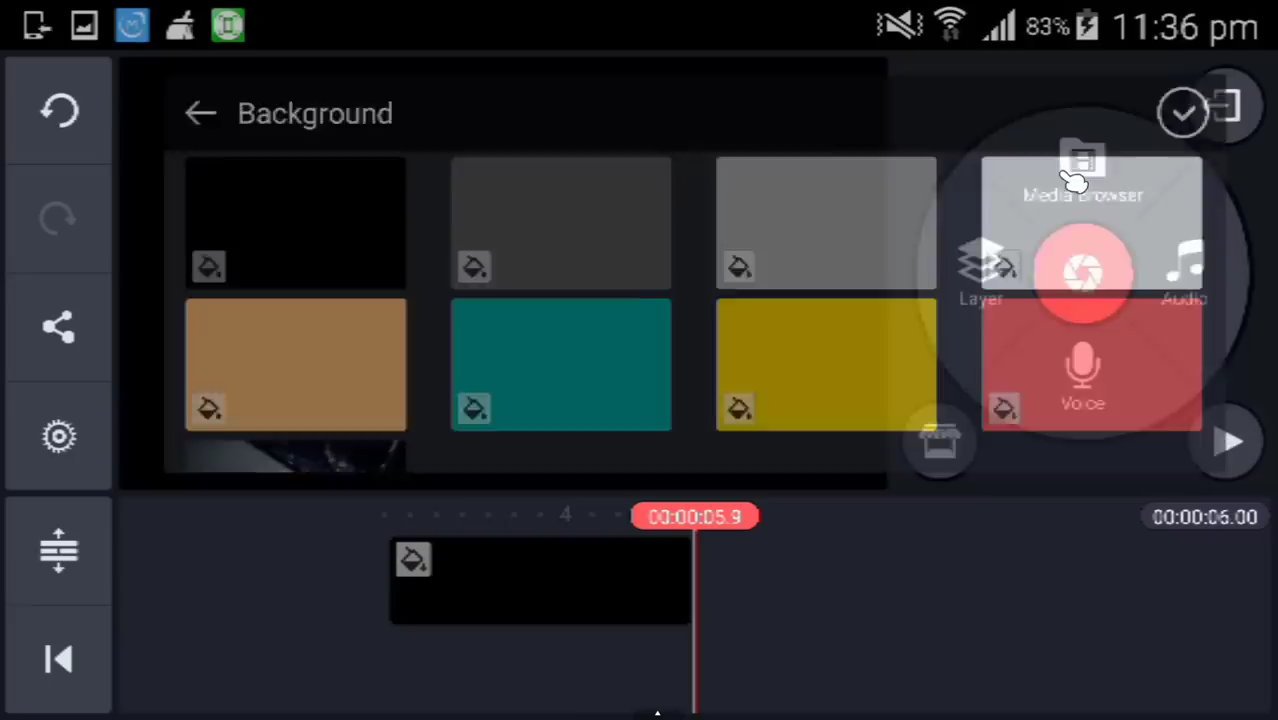 83% 11:36 pm
Background
Media Browser
Layer
Audio
Voice
4
00:00:05.9
00:00:06.00